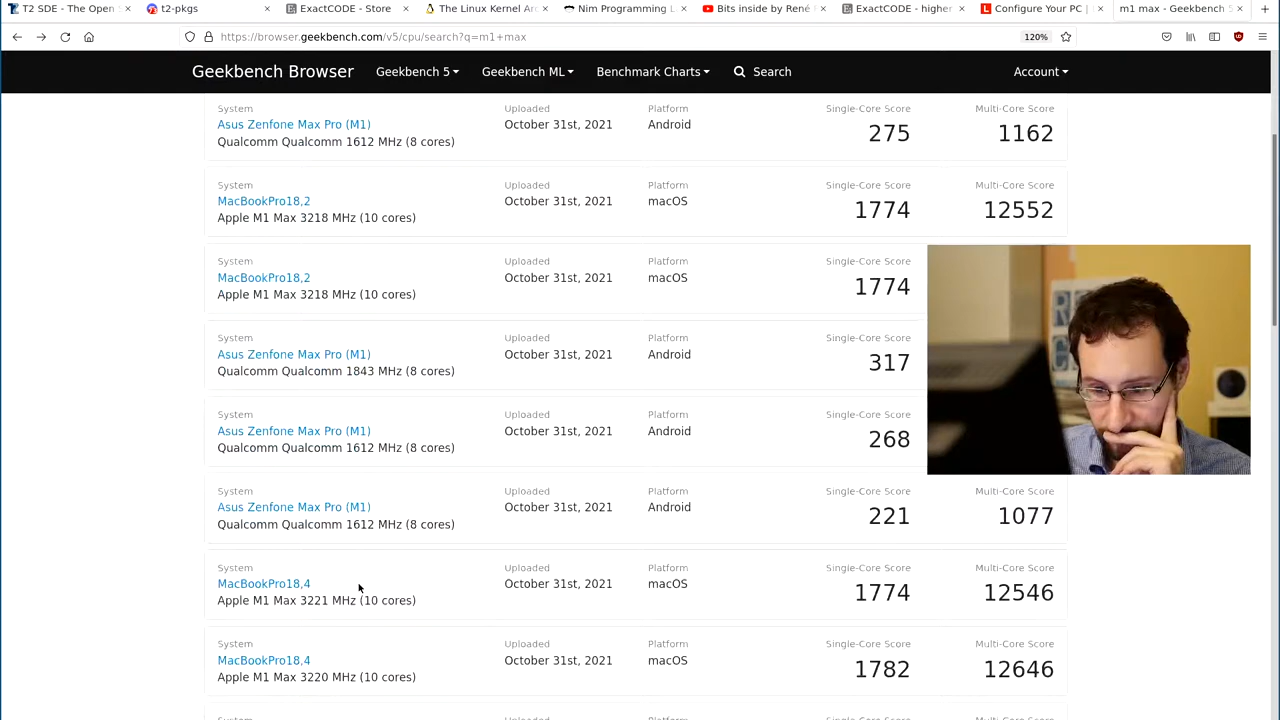 T2 SDE - The Open S
t2-pkgs
ExactCODE - Store
The Linux Kernel Arc
Nim Programming L
Bits inside by René R
ExactCODE - higher
Configure Your PC |
m1 max - Geekbench 5
https://browser.geekbench.com/v5/cpu/search?q=m1+max
120%
Geekbench Browser Geekbench 5 Geekbench ML Benchmark Charts Search Account
System Uploaded Platform Single-Core Score Multi-Core Score
Asus Zenfone Max Pro (M1) October 31st, 2021 Android 275 1162
Qualcomm Qualcomm 1612 MHz (8 cores)
System Uploaded Platform Single-Core Score Multi-Core Score
MacBookPro18,2 October 31st, 2021 macOS 1774 12552
Apple M1 Max 3218 MHz (10 cores)
System Uploaded Platform Single-Core Score
MacBookPro18,2 October 31st, 2021 macOS 1774
Apple M1 Max 3218 MHz (10 cores)
System Uploaded Platform Single-Core Score
Asus Zenfone Max Pro (M1) October 31st, 2021 Android 317
Qualcomm Qualcomm 1843 MHz (8 cores)
System Uploaded Platform Single-Core Score
Asus Zenfone Max Pro (M1) October 31st, 2021 Android 268
Qualcomm Qualcomm 1612 MHz (8 cores)
System Uploaded Platform Single-Core Score Multi-Core Score
Asus Zenfone Max Pro (M1) October 31st, 2021 Android 221 1077
Qualcomm Qualcomm 1612 MHz (8 cores)
System Uploaded Platform Single-Core Score Multi-Core Score
MacBookPro18,4 October 31st, 2021 macOS 1774 12546
Apple M1 Max 3221 MHz (10 cores)
System Uploaded Platform Single-Core Score Multi-Core Score
MacBookPro18,4 October 31st, 2021 macOS 1782 12646
Apple M1 Max 3220 MHz (10 cores)